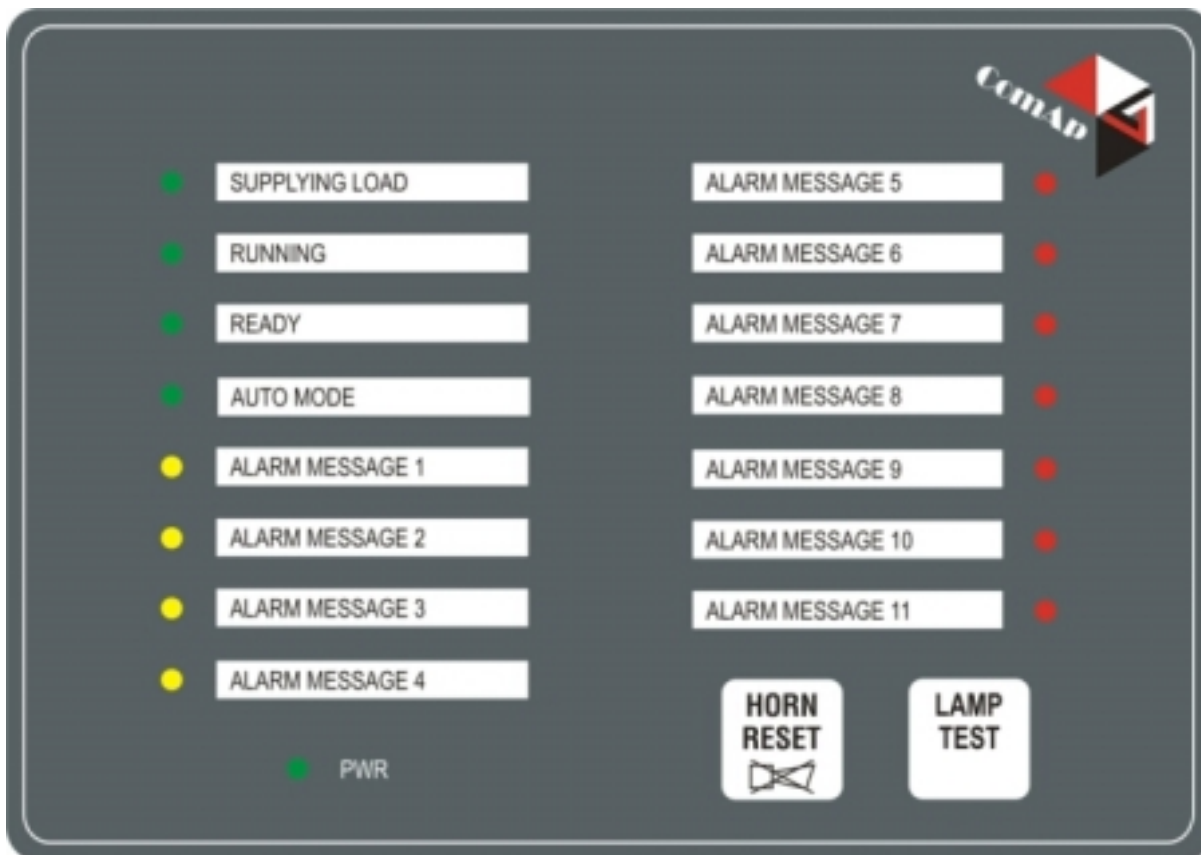 ComAp
SUPPLYING LOAD
RUNNING
READY
AUTO MODE
ALARM MESSAGE 1
ALARM MESSAGE 2
ALARM MESSAGE 3
ALARM MESSAGE 4
PWR
ALARM MESSAGE 5
ALARM MESSAGE 6
ALARM MESSAGE 7
ALARM MESSAGE 8
ALARM MESSAGE 9
ALARM MESSAGE 10
ALARM MESSAGE 11
HORN
RESET
LAMP
TEST